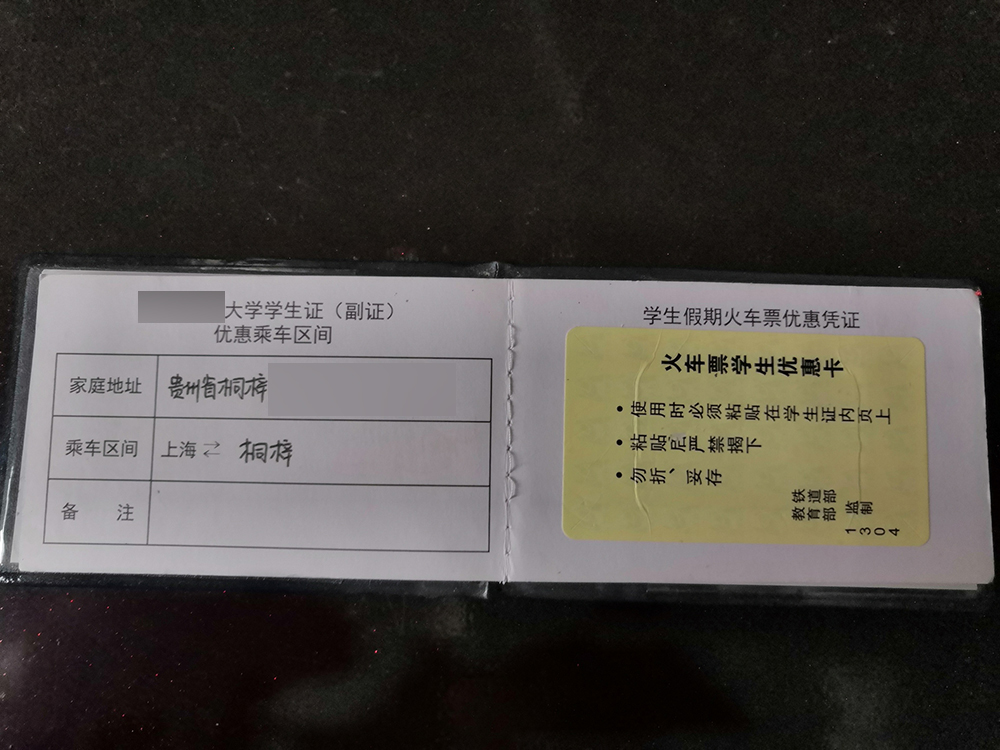 大学学生证（副证）
优惠乘车区间
家庭地址 贵州省桐梓
乘车区间 上海⇄ 桐梓
备 注
学生假期火车票优惠凭证
火车票学生优惠卡
• 使用时必须粘贴在学生证内页上
• 粘贴后严禁揭下
• 勿折、妥存
铁道部
教育部 监制
1304